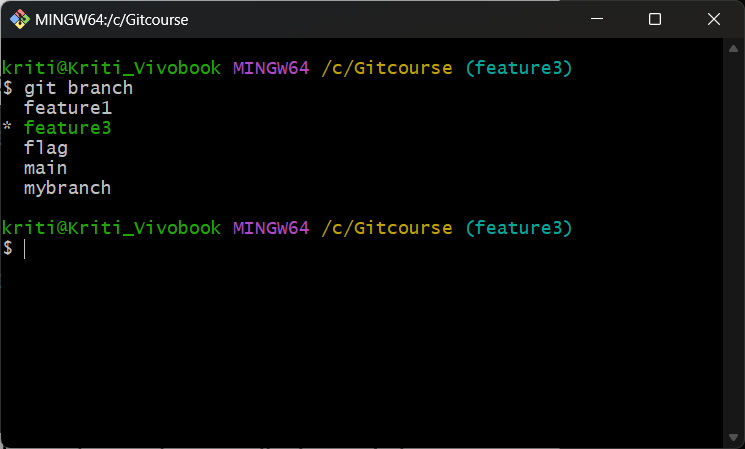 MINGW64:/c/Gitcourse
kriti@Kriti_Vivobook MINGW64 /c/Gitcourse (feature3)
$ git branch
  feature1
* feature3
  flag
  main
  mybranch
kriti@Kriti_Vivobook MINGW64 /c/Gitcourse (feature3)
$